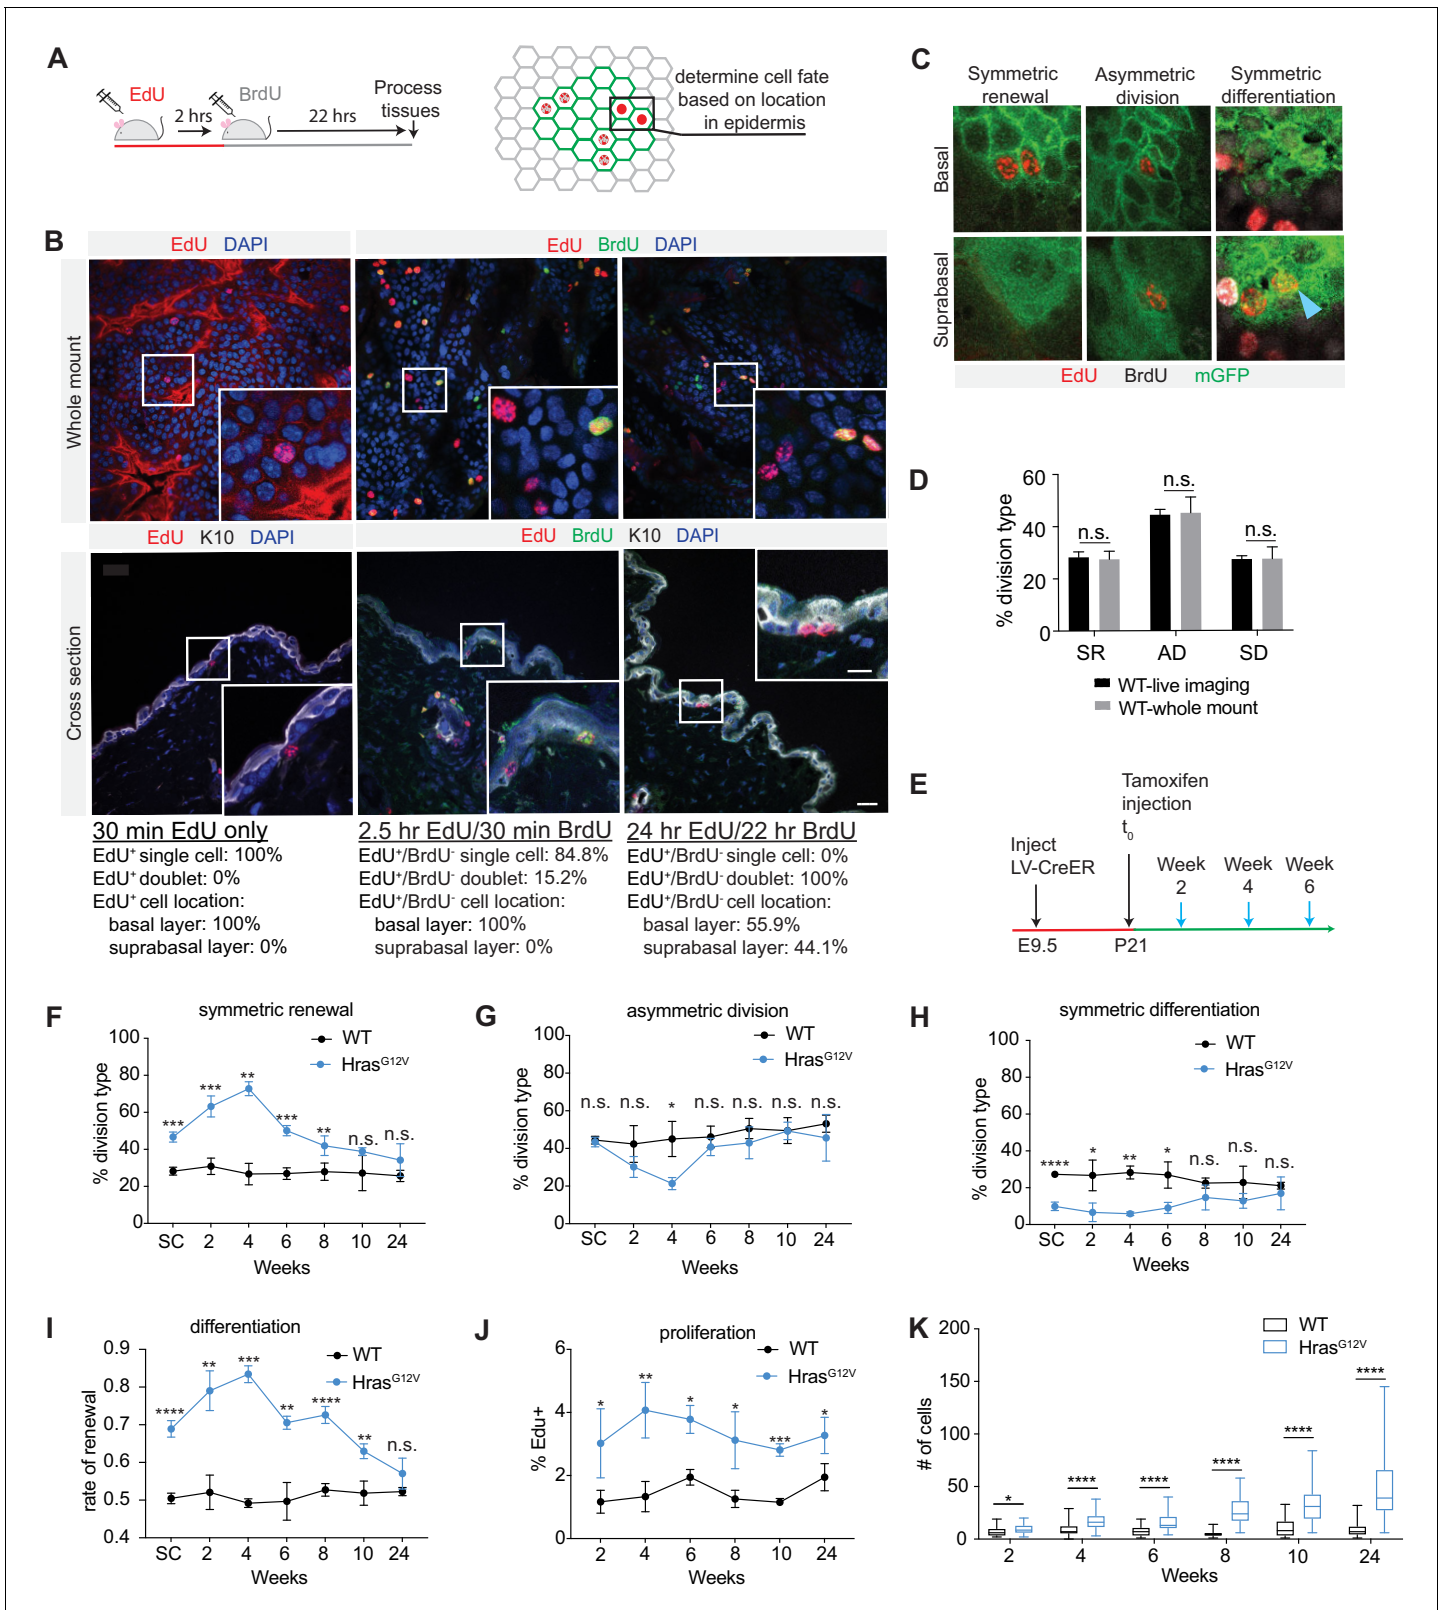 A
EdU
2 hrs
BrdU
22 hrs
Process
tissues
determine cell fate
based on location
in epidermis
B
EdU DAPI
EdU BrdU DAPI
Whole mount
EdU K10 DAPI
EdU BrdU K10 DAPI
Cross section
30 min EdU only
EdU+ single cell: 100%
EdU+ doublet: 0%
EdU+ cell location:
basal layer: 100%
suprabasal layer: 0%
2.5 hr EdU/30 min BrdU
EdU+/BrdU- single cell: 84.8%
EdU+/BrdU- doublet: 15.2%
EdU+/BrdU- cell location:
basal layer: 100%
suprabasal layer: 0%
24 hr EdU/22 hr BrdU
EdU+/BrdU- single cell: 0%
EdU+/BrdU- doublet: 100%
EdU+/BrdU- cell location:
basal layer: 55.9%
suprabasal layer: 44.1%
C
Symmetric
renewal
Asymmetric
division
Symmetric
differentiation
Basal
Suprabasal
EdU BrdU mGFP
D
% division type
60
40
20
0
n.s.
n.s.
n.s.
SR AD SD
WT-live imaging
WT-whole mount
E
Inject
LV-CreER
Tamoxifen
injection
t0
Week
2
Week
4
Week
6
E9.5
P21
F
symmetric renewal
% division type
100
80
60
40
20
0
WT
HrasG12V
***
***
**
***
**
n.s.
n.s.
SC 2 4 6 8 10 24
Weeks
G
asymmetric division
% division type
100
80
60
40
20
0
WT
HrasG12V
n.s. n.s. * n.s. n.s. n.s. n.s.
SC 2 4 6 8 10 24
Weeks
H
symmetric differentiation
% division type
100
80
60
40
20
0
WT
HrasG12V
**** * ** * n.s. n.s. n.s.
SC 2 4 6 8 10 24
Weeks
I
differentiation
rate of renewal
0.9
0.8
0.7
0.6
0.5
0.4
WT
HrasG12V
**** ** *** ** **** ** n.s.
SC 2 4 6 8 10 24
Weeks
J
proliferation
% Edu+
6
4
2
0
WT
HrasG12V
* ** * * *** *
2 4 6 8 10 24
Weeks
K
# of cells
200
150
100
50
0
WT
HrasG12V
* **** **** **** **** ****
2 4 6 8 10 24
Weeks